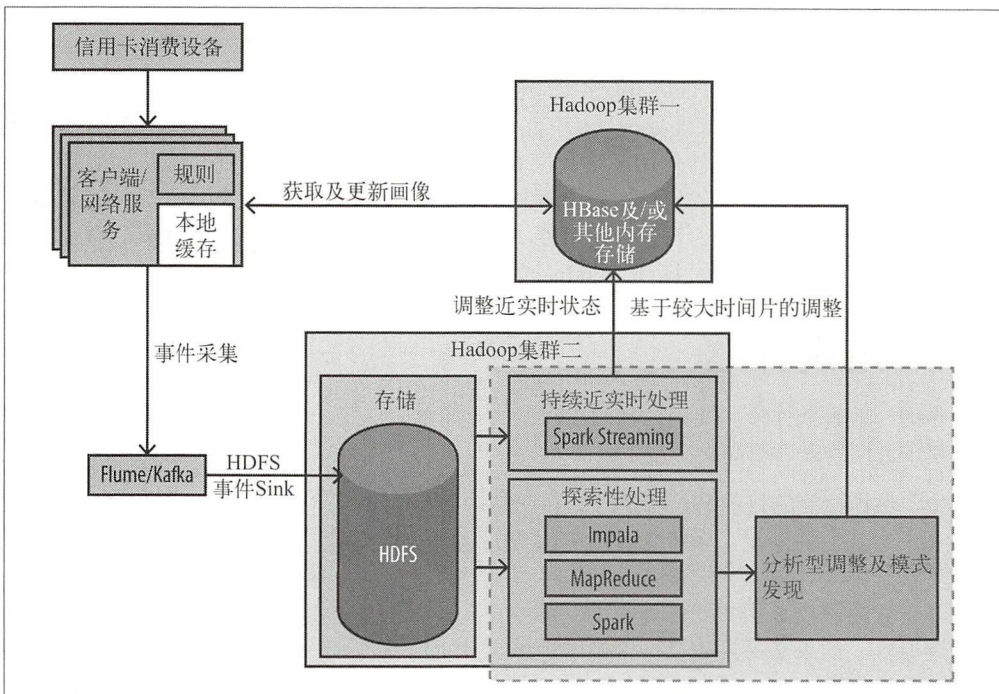 信用卡消费设备
Hadoop集群一
客户端/
网络服
务
规则
本地
缓存
获取及更新画像
HBase及/或
其他内存
存储
调整近实时状态
基于较大时间片的调整
事件采集
Hadoop集群二
存储
持续近实时处理
Spark Streaming
Flume/Kafka
HDFS
事件Sink
HDFS
探索性处理
Impala
MapReduce
Spark
分析型调整及模式
发现